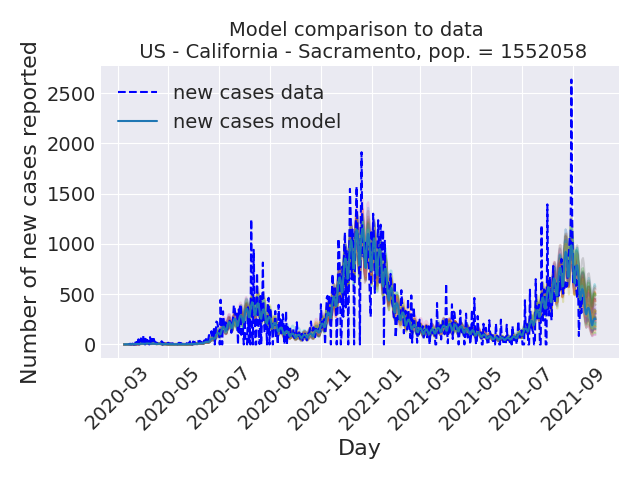 Model comparison to data
US - California - Sacramento, pop. = 1552058
Number of new cases reported
new cases data
new cases model
2500
2000
1500
1000
500
0
2020-03
2020-05
2020-07
2020-09
2020-11
2021-01
2021-03
2021-05
2021-07
2021-09
Day